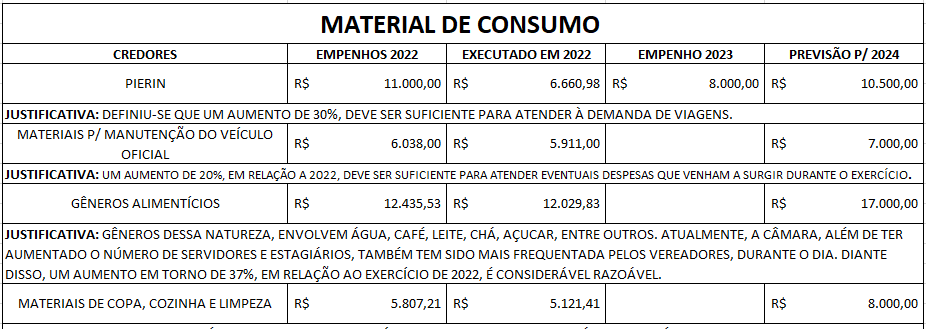 MATERIAL DE CONSUMO
CREDORES EMPENHOS 2022 EXECUTADO EM 2022 EMPENHO 2023 PREVISÃO P/ 2024
PIERIN R$ 11.000,00 R$ 6.660,98 R$ 8.000,00 R$ 10.500,00
JUSTIFICATIVA: DEFINIU-SE QUE UM AUMENTO DE 30%, DEVE SER SUFICIENTE PARA ATENDER À DEMANDA DE VIAGENS.
MATERIAIS P/ MANUTENÇÃO DO VEÍCULO
OFICIAL R$ 6.038,00 R$ 5.911,00 R$ 7.000,00
JUSTIFICATIVA: UM AUMENTO DE 20%, EM RELAÇÃO A 2022, DEVE SER SUFICIENTE PARA ATENDER EVENTUAIS DESPESAS QUE VENHAM A SURGIR DURANTE O EXERCÍCIO.
GÊNEROS ALIMENTÍCIOS R$ 12.435,53 R$ 12.029,83 R$ 17.000,00
JUSTIFICATIVA: GÊNEROS DESSA NATUREZA, ENVOLVEM ÁGUA, CAFÉ, LEITE, CHÁ, AÇUCAR, ENTRE OUTROS. ATUALMENTE, A CÂMARA, ALÉM DE TER
AUMENTADO O NÚMERO DE SERVIDORES E ESTAGIÁRIOS, TAMBÉM TEM SIDO MAIS FREQUENTADA PELOS VEREADORES, DURANTE O DIA. DIANTE
DISSO, UM AUMENTO EM TORNO DE 37%, EM RELAÇÃO AO EXERCÍCIO DE 2022, É CONSIDERÁVEL RAZOÁVEL.
MATERIAIS DE COPA, COZINHA E LIMPEZA R$ 5.807,21 R$ 5.121,41 R$ 8.000,00